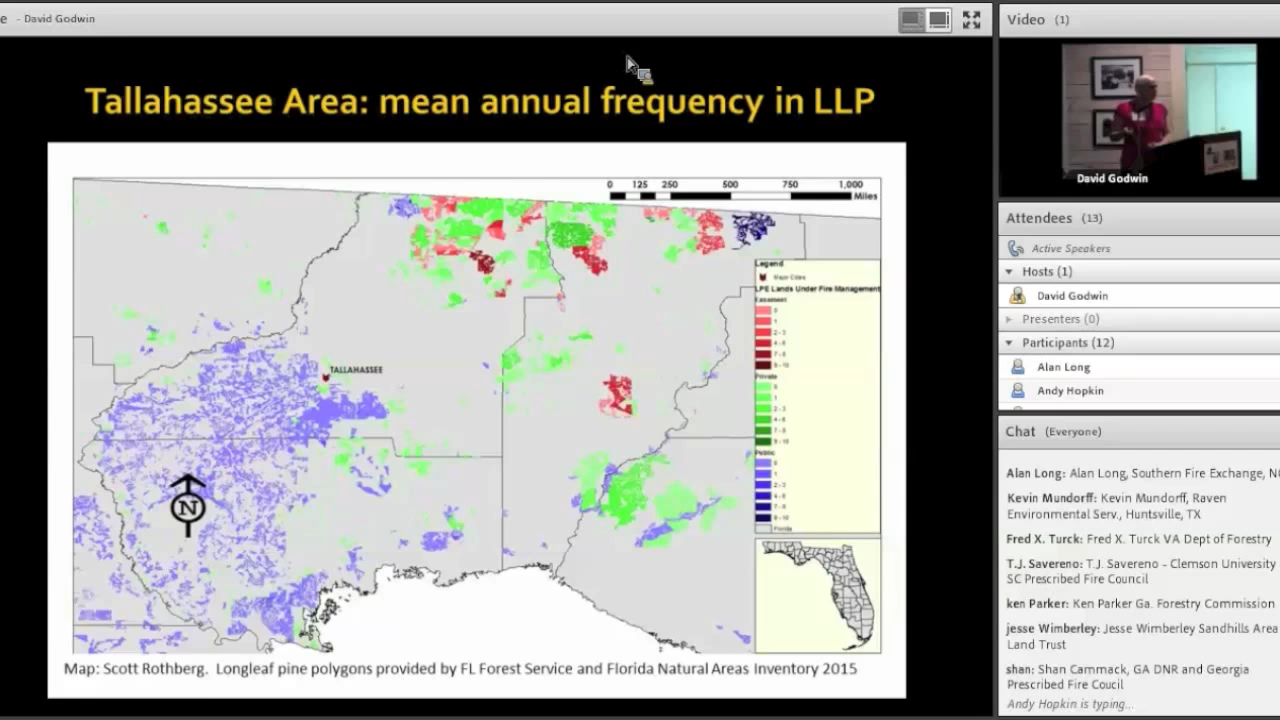 e - David Godwin
Tallahassee Area: mean annual frequency in LLP
0 125 250 500 750 1,000
Miles
TALLAHASSEE
N
Legend
Major Cities
LPE Lands Under Fire Management
Easement
0
1
2 - 3
4 - 6
7 - 8
9 - 10
Private
0
1
2 - 3
4 - 6
7 - 8
9 - 10
Public
0
1
2 - 3
4 - 6
7 - 8
9 - 10
Florida
Map: Scott Rothberg. Longleaf pine polygons provided by FL Forest Service and Florida Natural Areas Inventory 2015
Video (1)
David Godwin
Attendees (13)
Active Speakers
Hosts (1)
David Godwin
Presenters (0)
Participants (12)
Alan Long
Andy Hopkin
Chat (Everyone)
Alan Long: Alan Long, Southern Fire Exchange, N
Kevin Mundorff: Kevin Mundorff, Raven
Environmental Serv., Huntsville, TX
Fred X. Turck: Fred X. Turck VA Dept of Forestry
T.J. Savereno: T.J. Savereno - Clemson University
SC Prescribed Fire Council
ken Parker: Ken Parker Ga. Forestry Commission
jesse Wimberley: Jesse Wimberley Sandhills Area
Land Trust
shan: Shan Cammack, GA DNR and Georgia
Prescribed Fire Coucil
Andy Hopkin is typing...